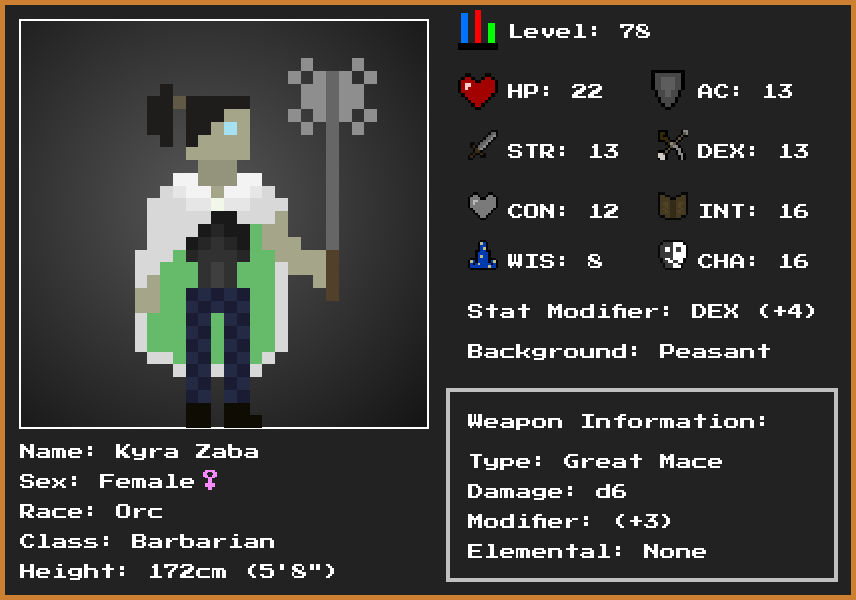 Level: 78
HP: 22 AC: 13
STR: 13 DEX: 13
CON: 12 INT: 16
WIS: 8 CHA: 16
Stat Modifier: DEX (+4)
Background: Peasant
Weapon Information:
Type: Great Mace
Damage: d6
Modifier: (+3)
Elemental: None
Name: Kyra Zaba
Sex: Female♀
Race: Orc
Class: Barbarian
Height: 172cm (5'8")